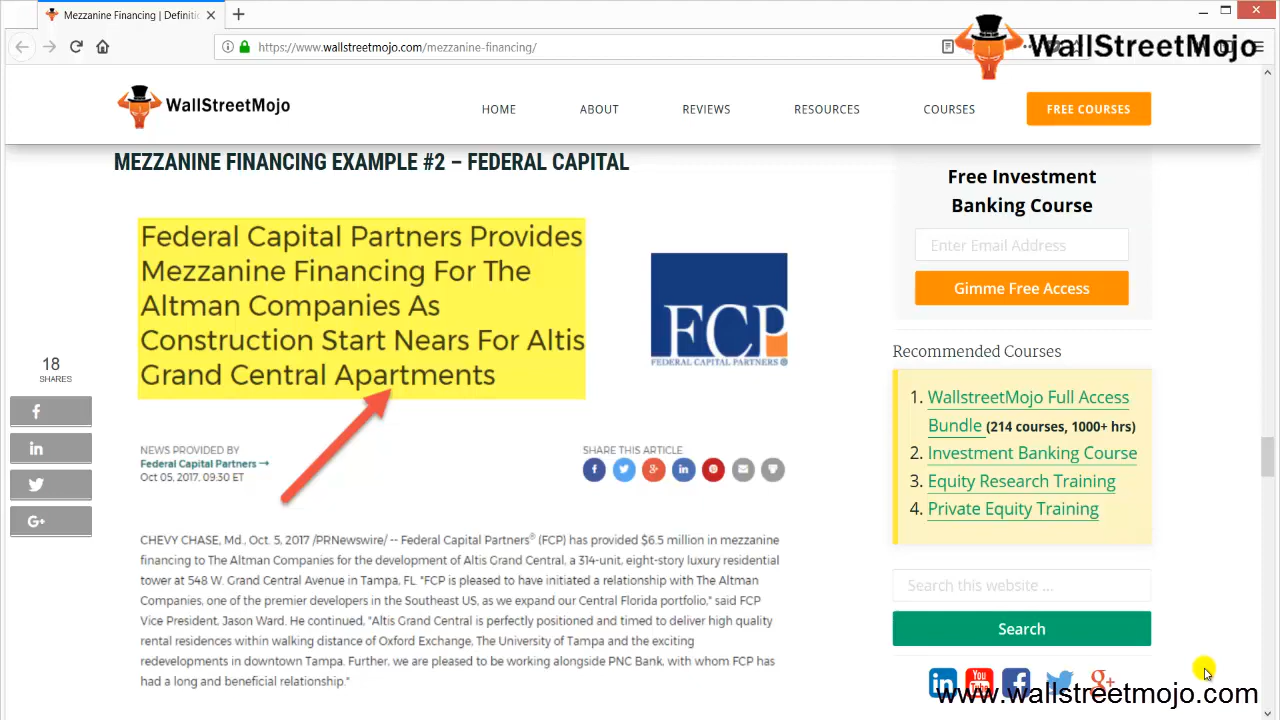 Mezzanine Financing | Definiti
https://www.wallstreetmojo.com/mezzanine-financing/
WallStreetMojo
WallStreetMojo
HOME
ABOUT
REVIEWS
RESOURCES
COURSES
FREE COURSES
MEZZANINE FINANCING EXAMPLE #2 – FEDERAL CAPITAL
Federal Capital Partners Provides
Mezzanine Financing For The
Altman Companies As
Construction Start Nears For Altis
Grand Central Apartments
FCP
FEDERAL CAPITAL PARTNERS
18
SHARES
NEWS PROVIDED BY
Federal Capital Partners →
Oct 05, 2017, 09:30 ET
SHARE THIS ARTICLE
CHEVY CHASE, Md., Oct. 5, 2017 /PRNewswire/ -- Federal Capital Partners® (FCP) has provided $6.5 million in mezzanine
financing to The Altman Companies for the development of Altis Grand Central, a 314-unit, eight-story luxury residential
tower at 548 W. Grand Central Avenue in Tampa, FL. "FCP is pleased to have initiated a relationship with The Altman
Companies, one of the premier developers in the Southeast US, as we expand our Central Florida portfolio," said FCP
Vice President, Jason Ward. He continued, "Altis Grand Central is perfectly positioned and timed to deliver high quality
rental residences within walking distance of Oxford Exchange, The University of Tampa and the exciting
redevelopments in downtown Tampa. Further, we are pleased to be working alongside PNC Bank, with whom FCP has
had a long and beneficial relationship."
Free Investment
Banking Course
Enter Email Address
Gimme Free Access
Recommended Courses
1. WallstreetMojo Full Access
Bundle (214 courses, 1000+ hrs)
2. Investment Banking Course
3. Equity Research Training
4. Private Equity Training
Search this website ...
Search
www.wallstreetmojo.com